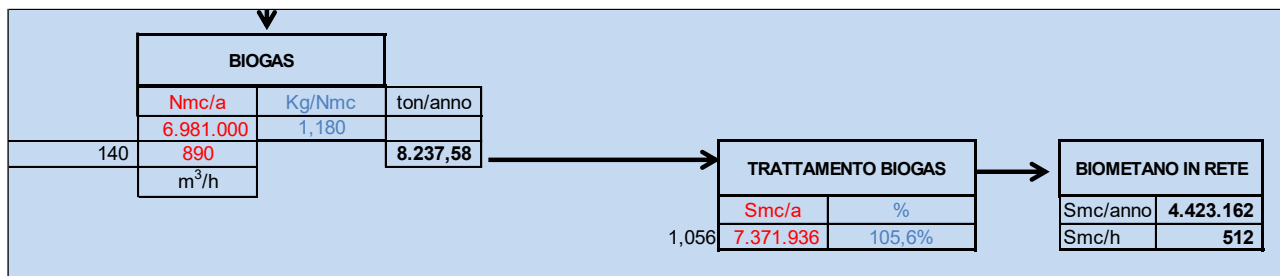 BIOGAS
Nmc/a Kg/Nmc ton/anno
6.981.000 1,180
140 890 8.237,58
m³/h
TRATTAMENTO BIOGAS
Smc/a %
1,056 7.371.936 105,6%
BIOMETANO IN RETE
Smc/anno 4.423.162
Smc/h 512